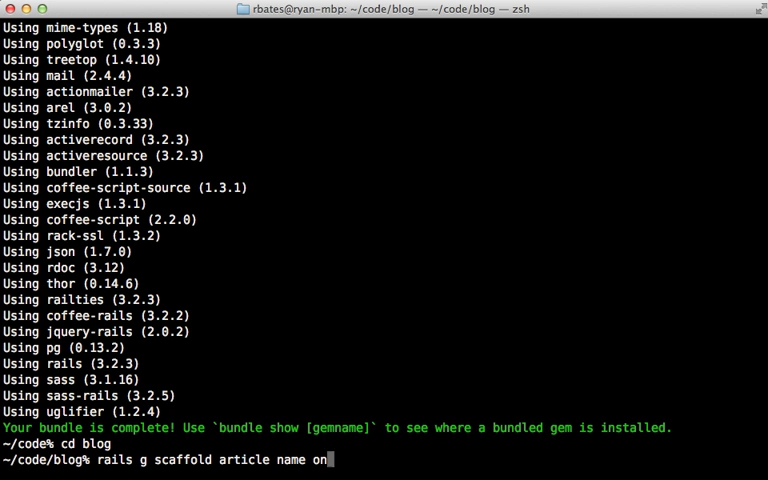 rbates@ryan-mbp: ~/code/blog — ~/code/blog — zsh
Using mime-types (1.18)
Using polyglot (0.3.3)
Using treetop (1.4.10)
Using mail (2.4.4)
Using actionmailer (3.2.3)
Using arel (3.0.2)
Using tzinfo (0.3.33)
Using activerecord (3.2.3)
Using activeresource (3.2.3)
Using bundler (1.1.3)
Using coffee-script-source (1.3.1)
Using execjs (1.3.1)
Using coffee-script (2.2.0)
Using rack-ssl (1.3.2)
Using json (1.7.0)
Using rdoc (3.12)
Using thor (0.14.6)
Using railties (3.2.3)
Using coffee-rails (3.2.2)
Using jquery-rails (2.0.2)
Using pg (0.13.2)
Using rails (3.2.3)
Using sass (3.1.16)
Using sass-rails (3.2.5)
Using uglifier (1.2.4)
Your bundle is complete! Use `bundle show [gemname]` to see where a bundled gem is installed.
~/code% cd blog
~/code/blog% rails g scaffold article name on